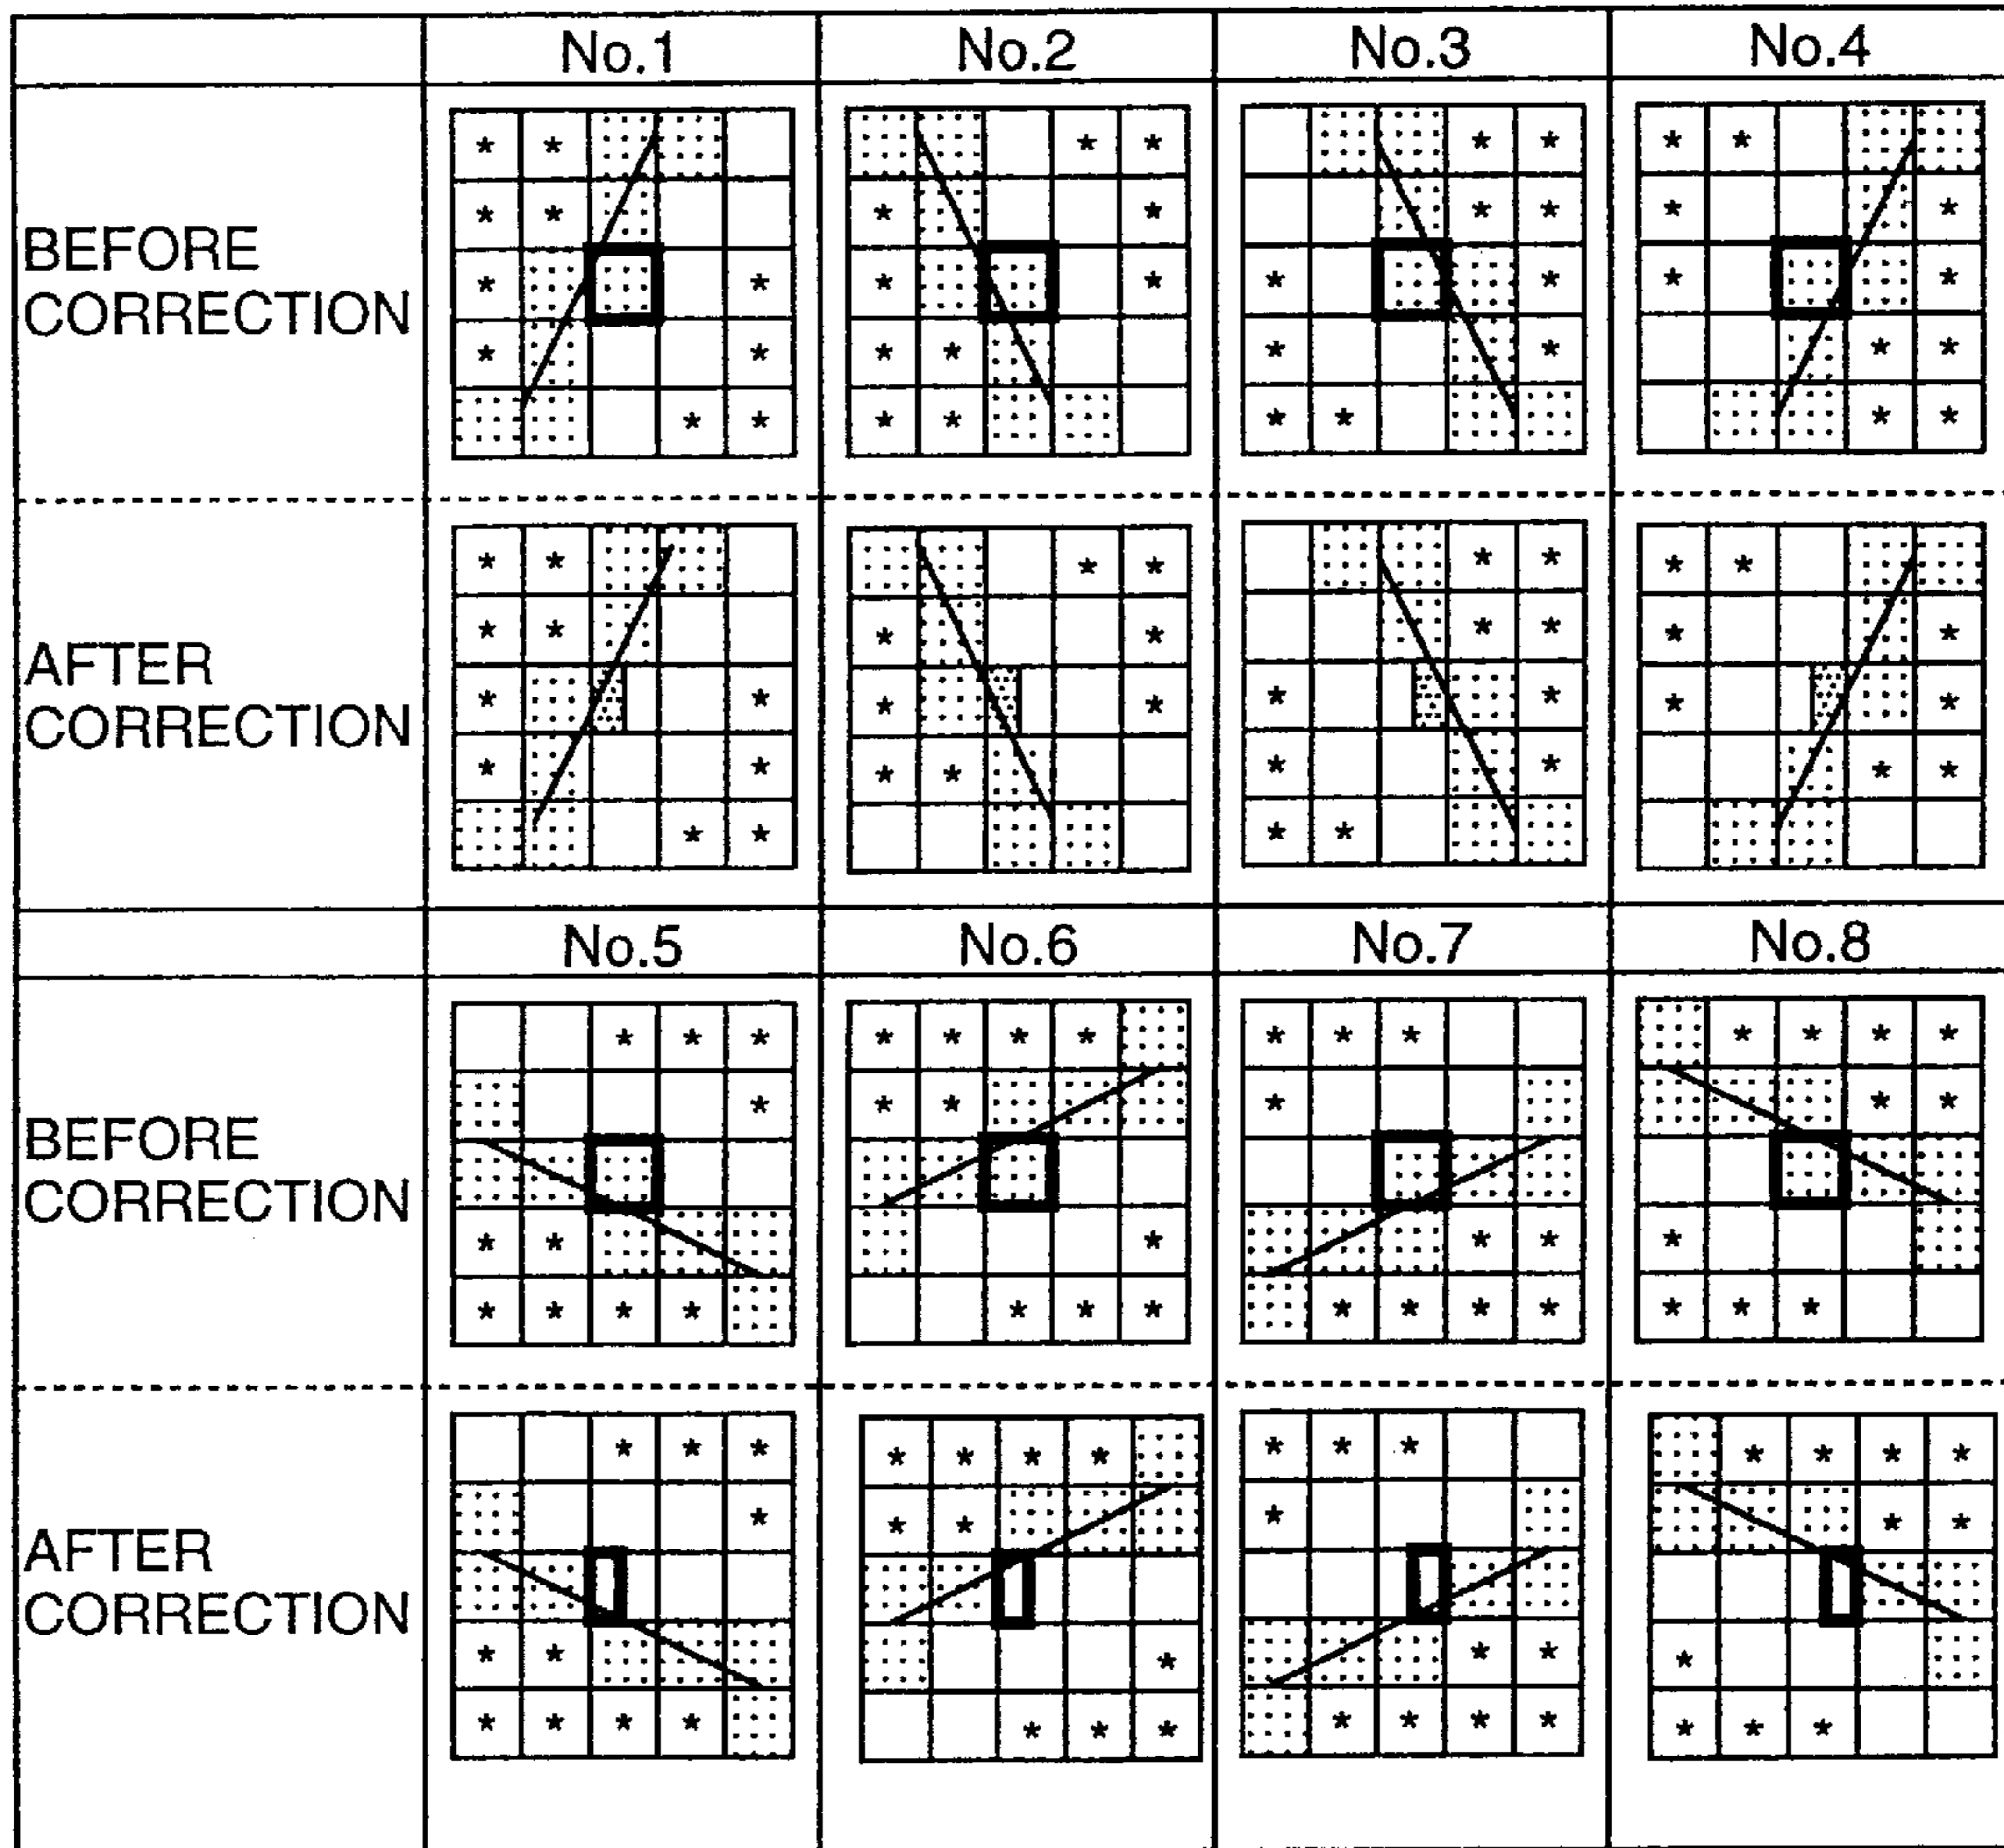 No.1 No.2 No.3 No.4
BEFORE
CORRECTION
AFTER
CORRECTION
No.5 No.6 No.7 No.8
BEFORE
CORRECTION
AFTER
CORRECTION